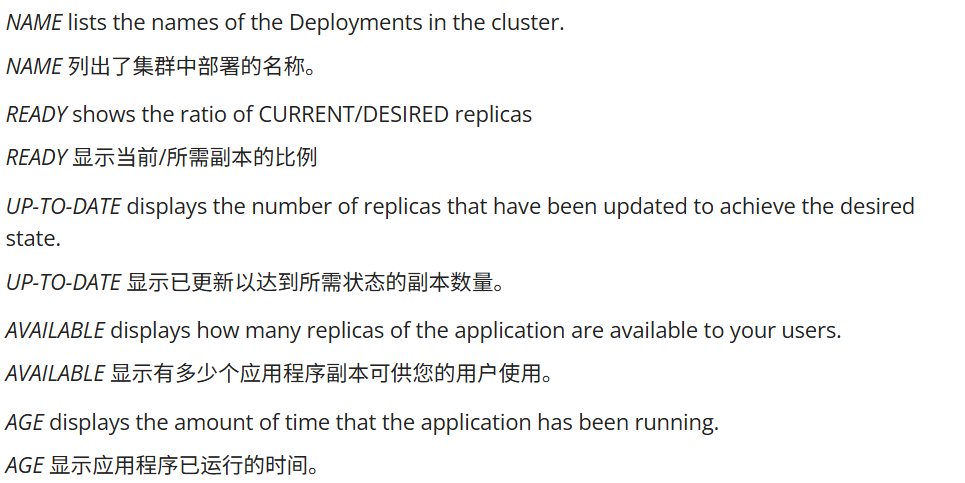 NAME lists the names of the Deployments in the cluster.
NAME 列出了集群中部署的名称。
READY shows the ratio of CURRENT/DESIRED replicas
READY 显示当前/所需副本的比例
UP-TO-DATE displays the number of replicas that have been updated to achieve the desired
state.
UP-TO-DATE 显示已更新以达到所需状态的副本数量。
AVAILABLE displays how many replicas of the application are available to your users.
AVAILABLE 显示有多少个应用程序副本可供您的用户使用。
AGE displays the amount of time that the application has been running.
AGE 显示应用程序已运行的时间。